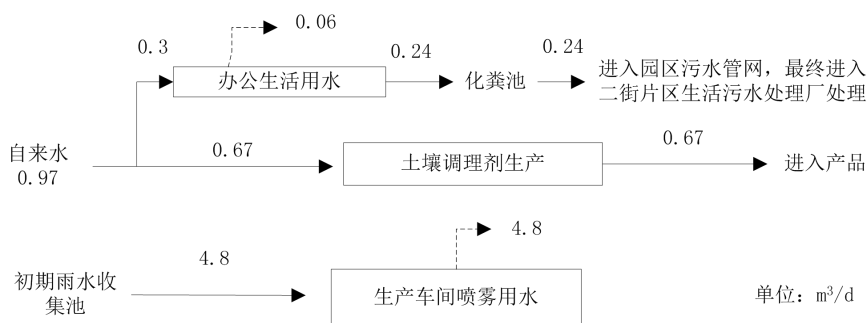 0.06
0.3
0.24
0.24
办公生活用水
化粪池
进入园区污水管网，最终进入
二街片区生活污水处理厂处理
自来水
0.97
0.67
土壤调理剂生产
0.67
进入产品
4.8
初期雨水收
集池
4.8
生产车间喷雾用水
单位：m³/d